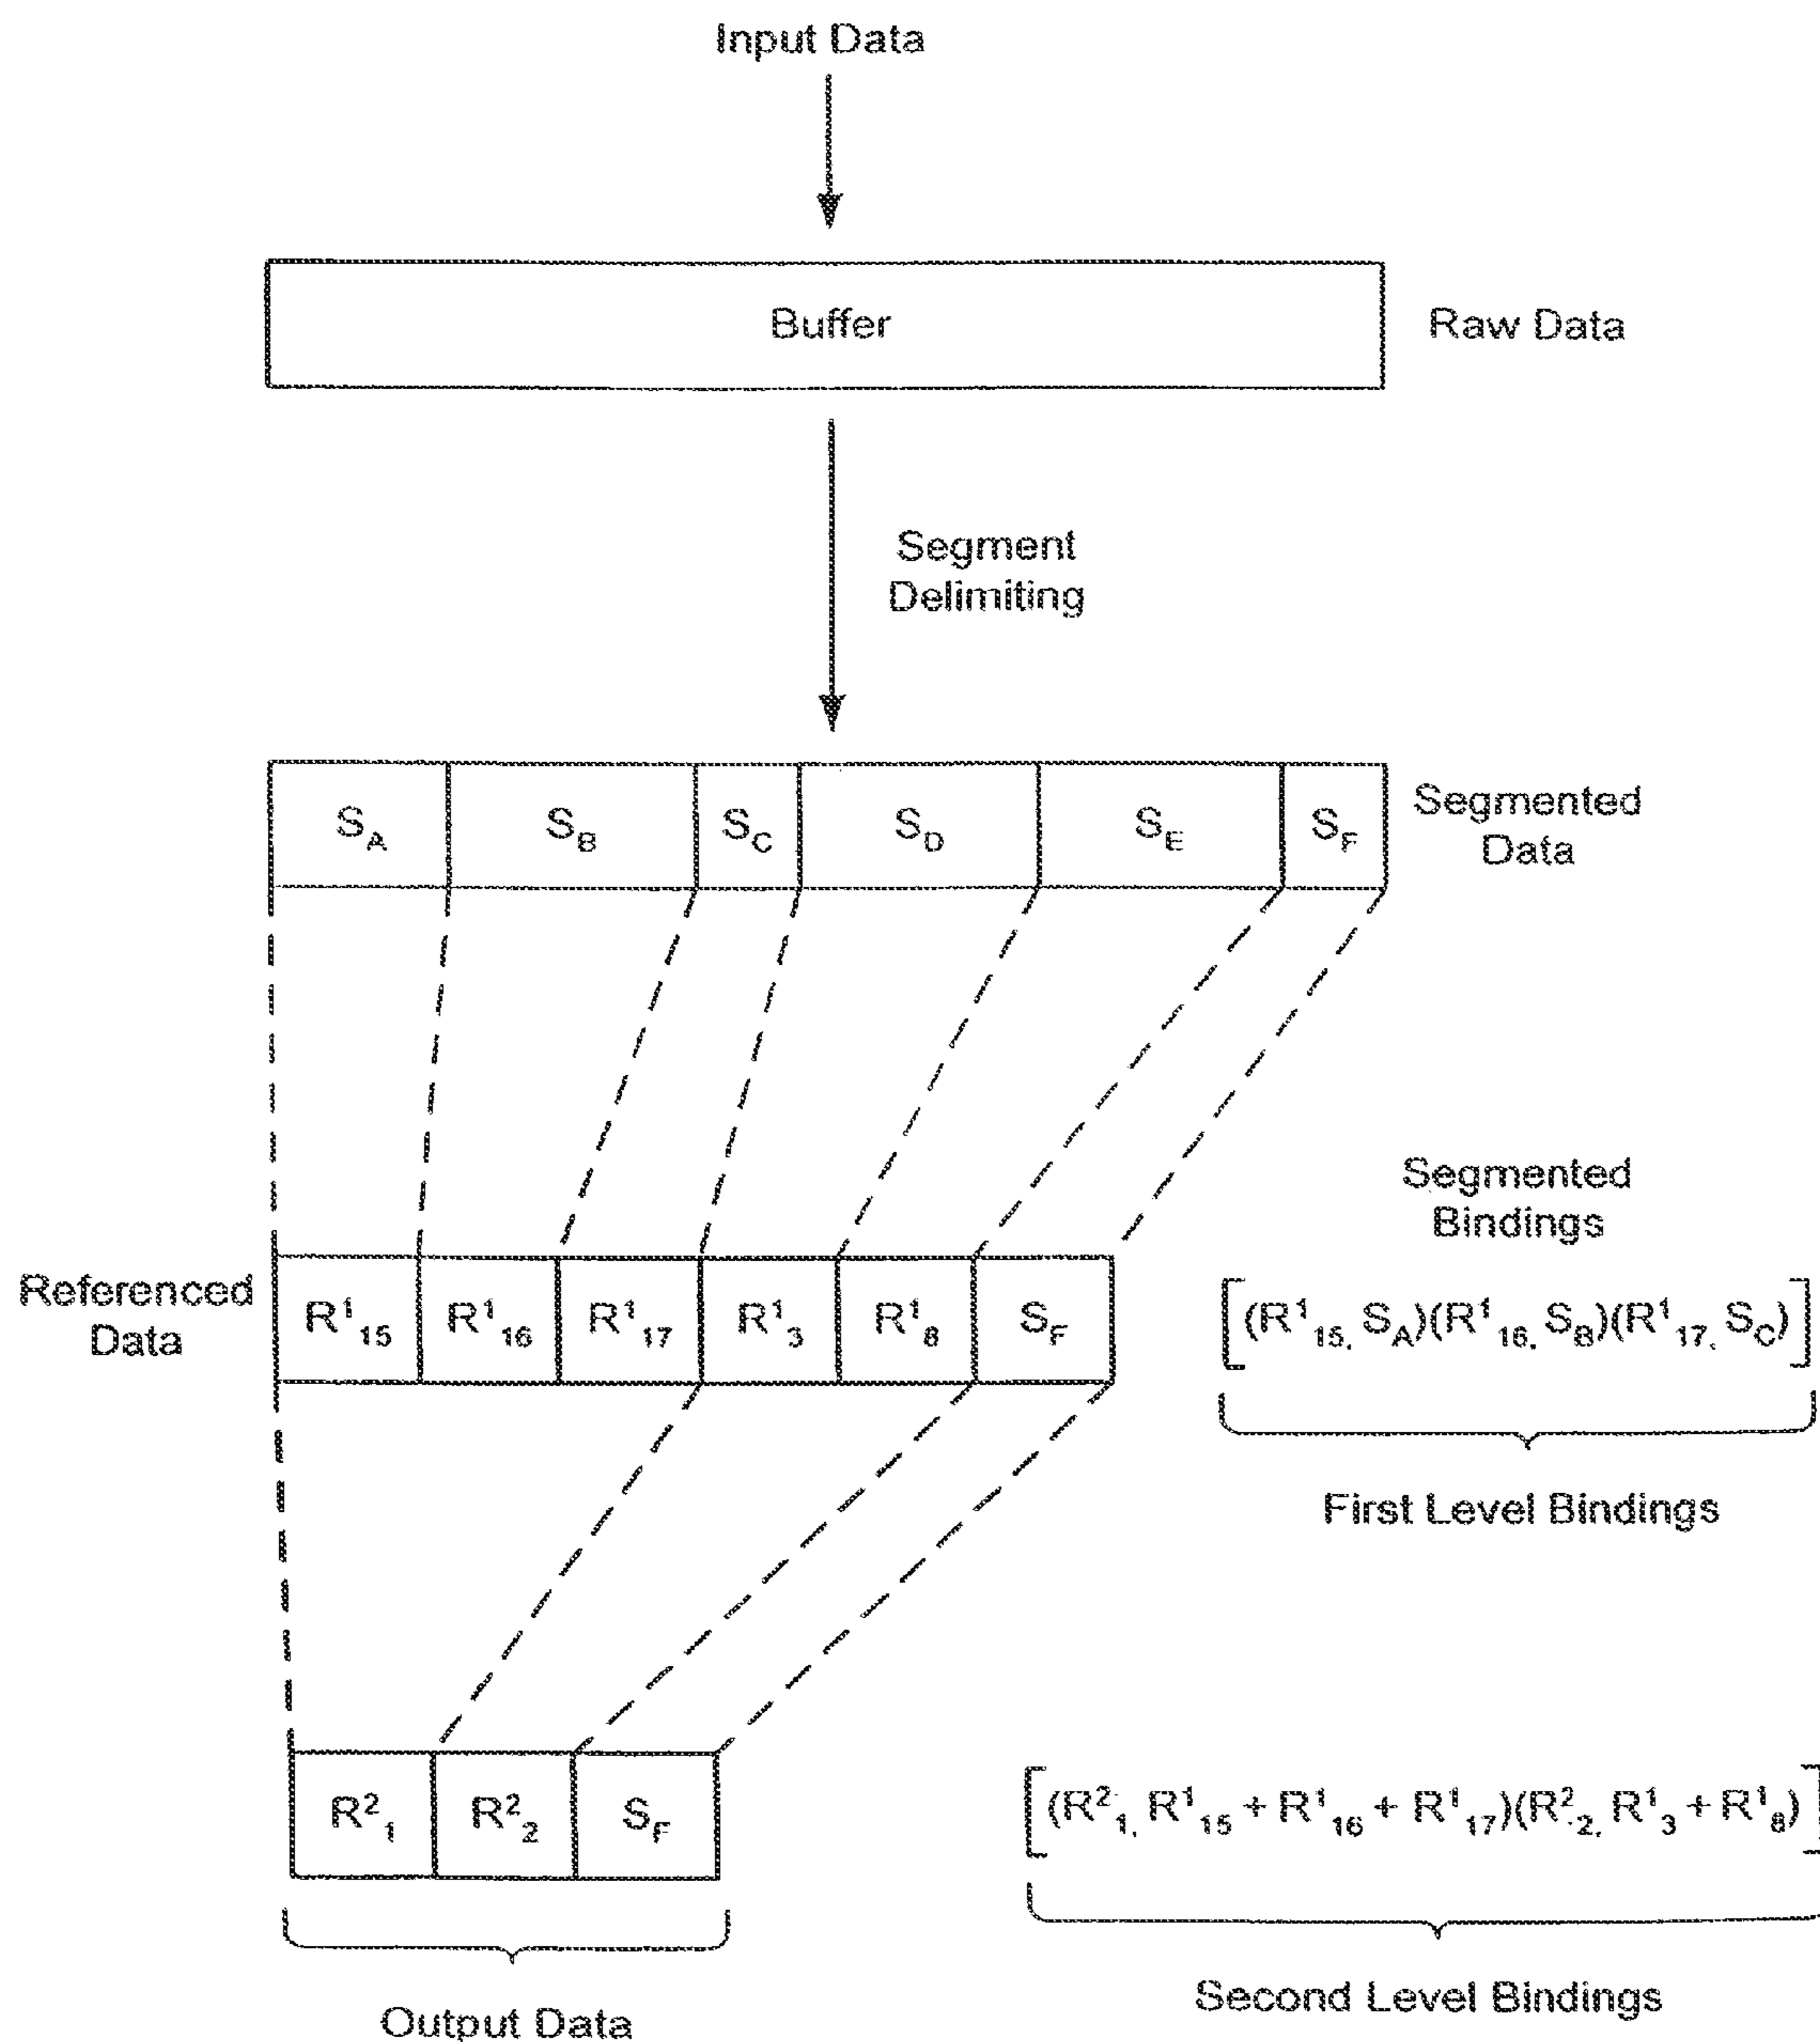 Input Data
Buffer
Raw Data
Segment
Delimiting
S_A S_B S_C S_D S_E S_F
Segmented
Data
Segmented
Bindings
Referenced
Data
R¹₁₅ R¹₁₆ R¹₁₇ R¹₃ R¹₈ S_F
[(R¹₁₅, S_A)(R¹₁₆, S_B)(R¹₁₇, S_C)]
First Level Bindings
R²₁ R²₂ S_F
[(R²₁, R¹₁₅ + R¹₁₆ + R¹₁₇)(R²₂, R¹₃ + R¹₈)]
Output Data
Second Level Bindings